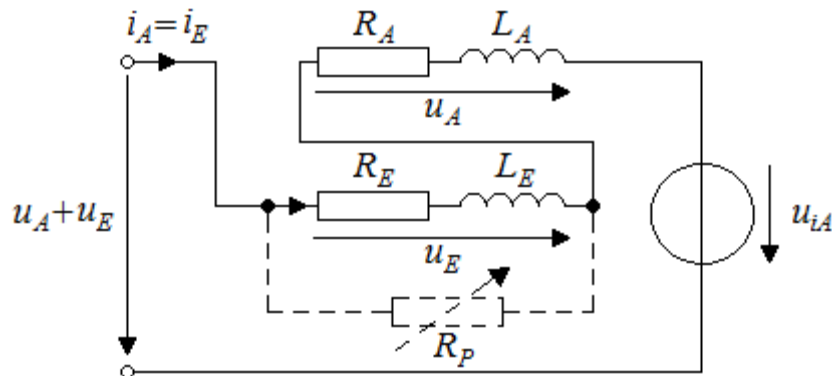 i_A=i_E
R_A
L_A
u_A
R_E
L_E
u_A+u_E
u_iA
u_E
R_P